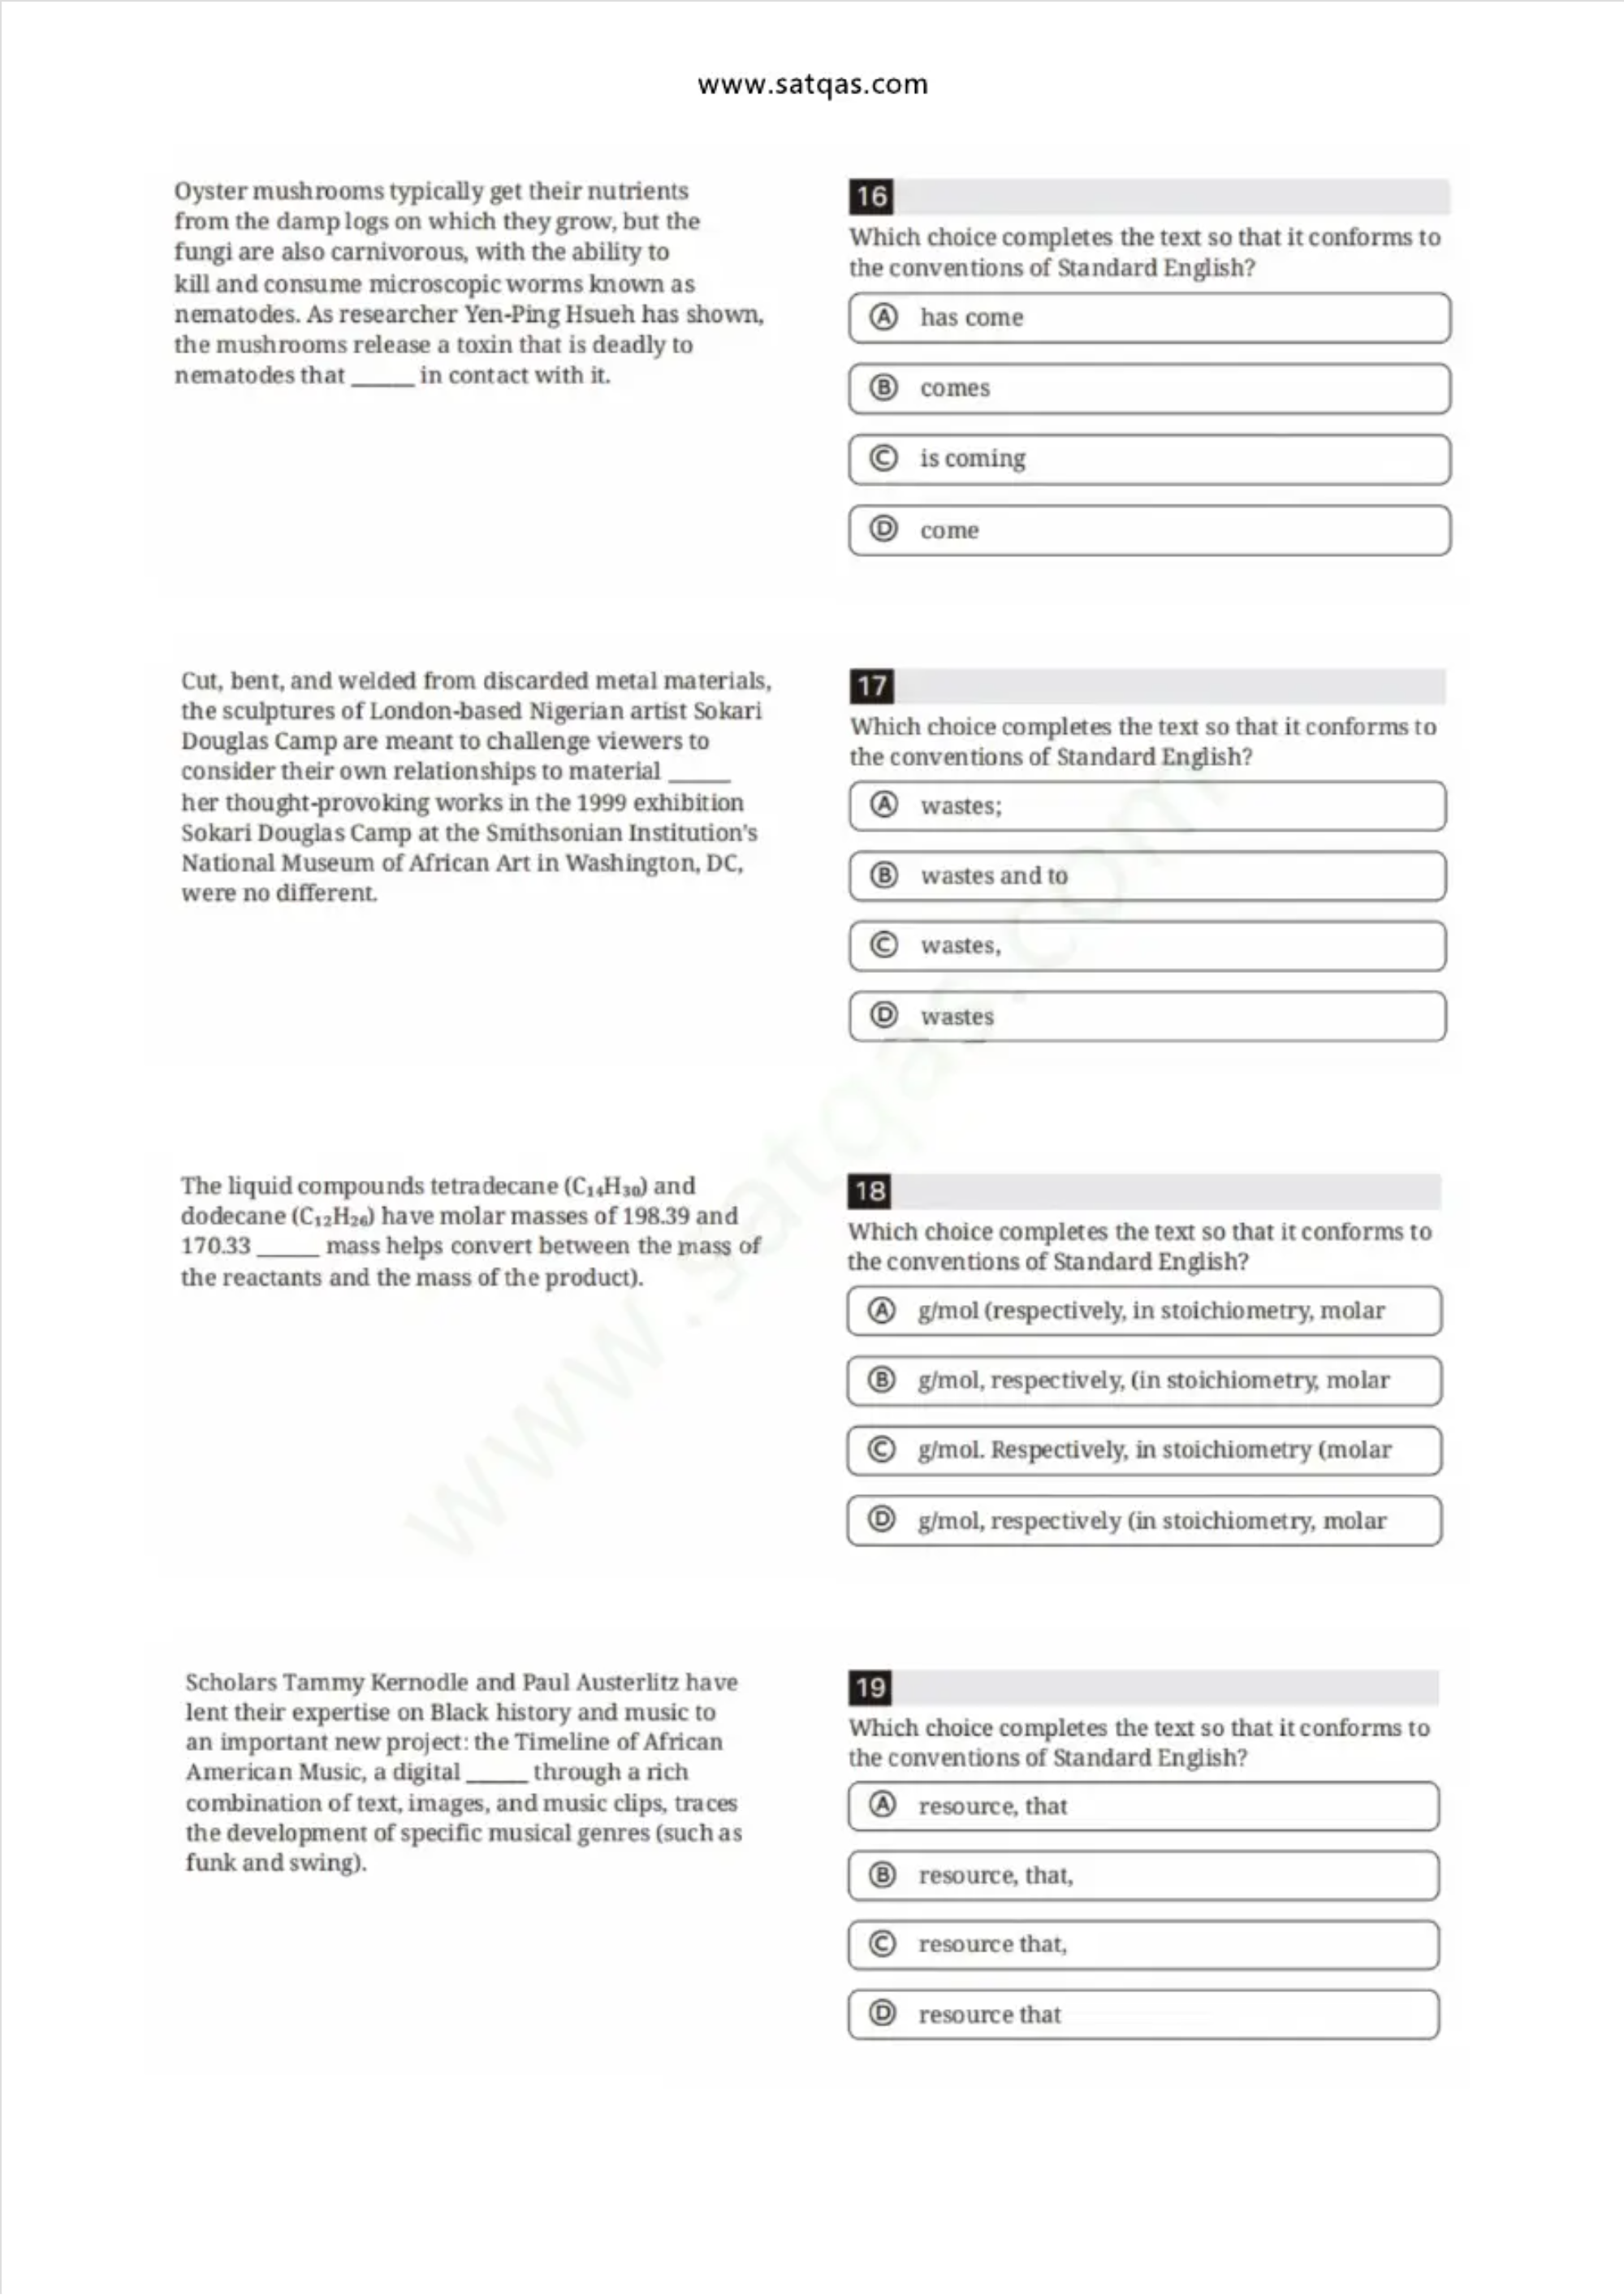 www.satqas.com
Oyster mushrooms typically get their nutrients
from the damp logs on which they grow, but the
fungi are also carnivorous, with the ability to
kill and consume microscopic worms known as
nematodes. As researcher Yen-Ping Hsueh has shown,
the mushrooms release a toxin that is deadly to
nematodes that _____ in contact with it.
16
Which choice completes the text so that it conforms to
the conventions of Standard English?
Ⓐ has come
Ⓑ comes
Ⓒ is coming
Ⓓ come
Cut, bent, and welded from discarded metal materials,
the sculptures of London-based Nigerian artist Sokari
Douglas Camp are meant to challenge viewers to
consider their own relationships to material _____
her thought-provoking works in the 1999 exhibition
Sokari Douglas Camp at the Smithsonian Institution's
National Museum of African Art in Washington, DC,
were no different.
17
Which choice completes the text so that it conforms to
the conventions of Standard English?
Ⓐ wastes;
Ⓑ wastes and to
Ⓒ wastes,
Ⓓ wastes
The liquid compounds tetradecane (C₁₄H₃₀) and
dodecane (C₁₂H₂₆) have molar masses of 198.39 and
170.33 _____ mass helps convert between the mass of
the reactants and the mass of the product).
18
Which choice completes the text so that it conforms to
the conventions of Standard English?
Ⓐ g/mol (respectively, in stoichiometry, molar
Ⓑ g/mol, respectively, (in stoichiometry, molar
Ⓒ g/mol. Respectively, in stoichiometry (molar
Ⓓ g/mol, respectively (in stoichiometry, molar
Scholars Tammy Kernodle and Paul Austerlitz have
lent their expertise on Black history and music to
an important new project: the Timeline of African
American Music, a digital _____ through a rich
combination of text, images, and music clips, traces
the development of specific musical genres (such as
funk and swing).
19
Which choice completes the text so that it conforms to
the conventions of Standard English?
Ⓐ resource, that
Ⓑ resource, that,
Ⓒ resource that,
Ⓓ resource that
www.satqas.com